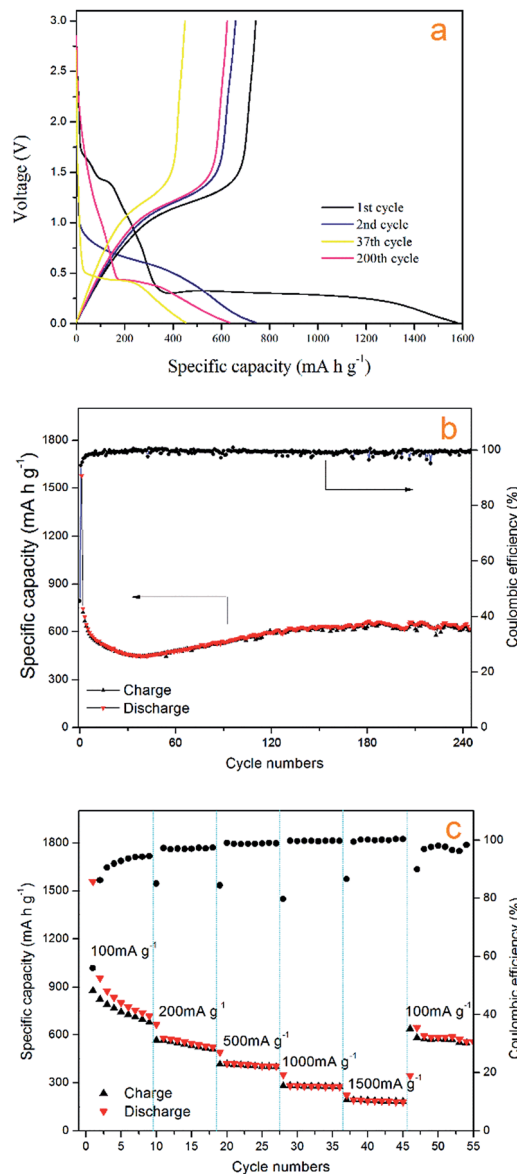 a
3.0
2.5
2.0
1.5
1.0
0.5
0.0
Voltage (V)
1st cycle
2nd cycle
37th cycle
200th cycle
0 200 400 600 800 1000 1200 1400 1600
Specific capacity (mA h g⁻¹)
b
1800
1500
1200
900
600
300
0
Specific capacity (mA h g⁻¹)
100
80
60
40
20
0
Coulombic efficiency (%)
Charge
Discharge
0 60 120 180 240
Cycle numbers
c
1800
1500
1200
900
600
300
0
Specific capacity (mA h g⁻¹)
100
80
60
40
20
0
Coulombic efficiency (%)
100mA g⁻¹
200mA g⁻¹
500mA g⁻¹
1000mA g⁻¹
1500mA g⁻¹
100mA g⁻¹
Charge
Discharge
0 5 10 15 20 25 30 35 40 45 50 55
Cycle numbers